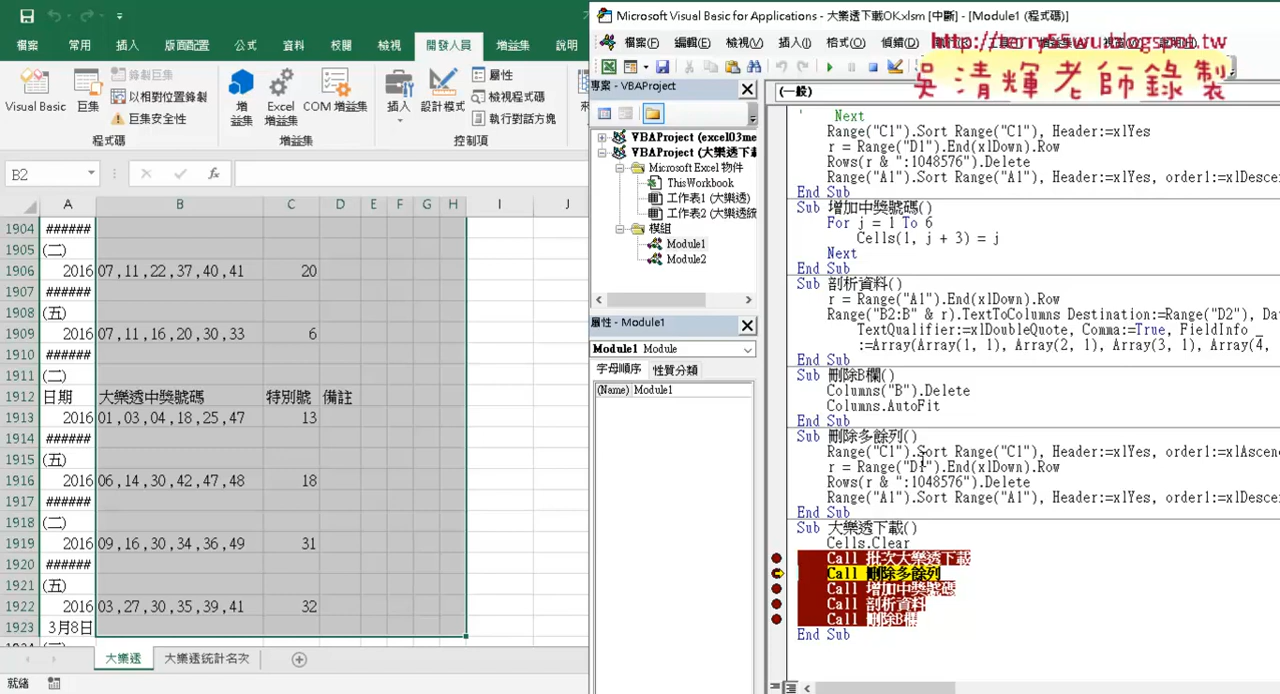 檔案 常用 插入 版面配置 公式 資料 校閱 檢視 開發人員 增益集 說明
Visual Basic 巨集 錄製巨集 以相對位置錄製 巨集安全性
程式碼
增益集 Excel 增益集 COM 增益集
增益集
插入 設計模式 屬性 檢視程式碼 執行對話方塊
控制項
B2
A B C D E F G H I J
1904 ######
1905 (二)
1906 2016 07,11,22,37,40,41 20
1907 ######
1908 (五)
1909 2016 07,11,16,20,30,33 6
1910 ######
1911 (二)
1912 日期 大樂透中獎號碼 特別號 備註
1913 2016 01,03,04,18,25,47 13
1914 ######
1915 (五)
1916 2016 06,14,30,42,47,48 18
1917 ######
1918 (二)
1919 2016 09,16,30,34,36,49 31
1920 ######
1921 (五)
1922 2016 03,27,30,35,39,41 32
1923 3月8日
大樂透 大樂透統計名次
就緒
Microsoft Visual Basic for Applications - 大樂透下載OK.xlsm [中斷] - [Module1 (程式碼)]
檔案(F) 編輯(E) 檢視(V) 插入(I) 格式(O) 偵錯(D)
吳清輝老師錄製
專案 - VBAProject
VBAProject (excel03me
VBAProject (大樂透下載
Microsoft Excel 物件
ThisWorkbook
工作表1 (大樂透)
工作表2 (大樂透統
模組
Module1
Module2
屬性 - Module1
Module1 Module
字母順序 性質分類
(Name) Module1
(一般)
' Next
Range("C1").Sort Range("C1"), Header:=xlYes
r = Range("D1").End(xlDown).Row
Rows(r & ":1048576").Delete
Range("A1").Sort Range("A1"), Header:=xlYes, order1:=xlDesce
End Sub
Sub 增加中獎號碼()
For j = 1 To 6
Cells(1, j + 3) = j
Next
End Sub
Sub 剖析資料()
r = Range("A1").End(xlDown).Row
Range("B2:B" & r).TextToColumns Destination:=Range("D2"), Da
TextQualifier:=xlDoubleQuote, Comma:=True, FieldInfo _
:=Array(Array(1, 1), Array(2, 1), Array(3, 1), Array(4,
End Sub
Sub 刪除B欄()
Columns("B").Delete
Columns.AutoFit
End Sub
Sub 刪除多餘列()
Range("C1").Sort Range("C1"), Header:=xlYes, order1:=xlAscen
r = Range("D1").End(xlDown).Row
Rows(r & ":1048576").Delete
Range("A1").Sort Range("A1"), Header:=xlYes, order1:=xlDesce
End Sub
Sub 大樂透下載()
Cells.Clear
Call 批次大樂透下載
Call 刪除多餘列
Call 增加中獎號碼
Call 剖析資料
Call 刪除B欄
End Sub